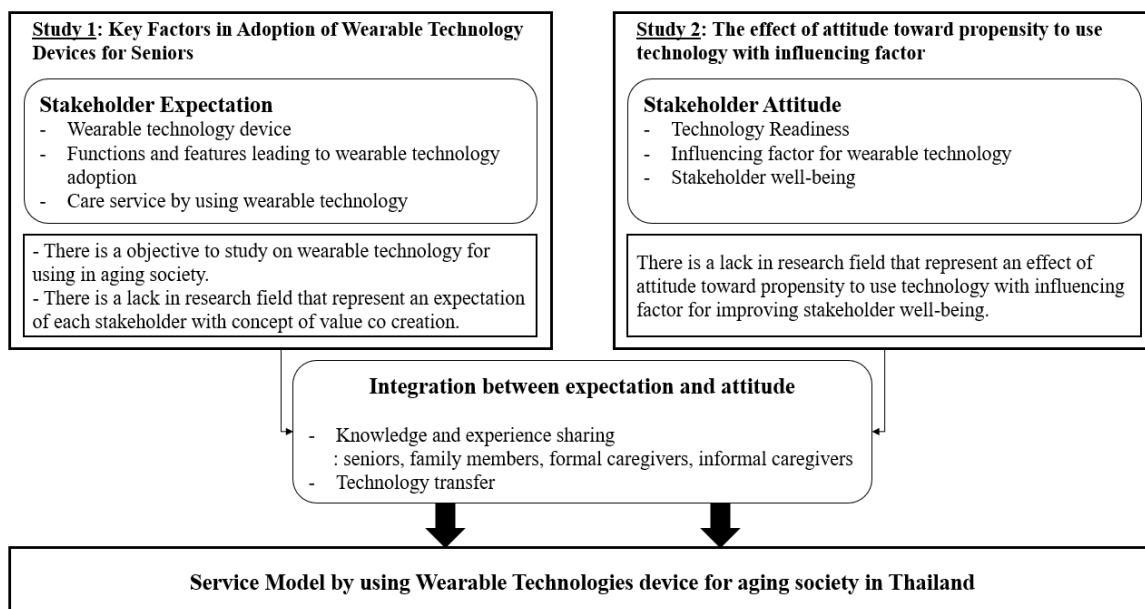 Study 1: Key Factors in Adoption of Wearable Technology
Devices for Seniors
Stakeholder Expectation
- Wearable technology device
- Functions and features leading to wearable technology
adoption
- Care service by using wearable technology
- There is a objective to study on wearable technology for
using in aging society.
- There is a lack in research field that represent an expectation
of each stakeholder with concept of value co creation.
Study 2: The effect of attitude toward propensity to use
technology with influencing factor
Stakeholder Attitude
- Technology Readiness
- Influencing factor for wearable technology
- Stakeholder well-being
There is a lack in research field that represent an effect of
attitude toward propensity to use technology with influencing
factor for improving stakeholder well-being.
Integration between expectation and attitude
- Knowledge and experience sharing
: seniors, family members, formal caregivers, informal caregivers
- Technology transfer
Service Model by using Wearable Technologies device for aging society in Thailand